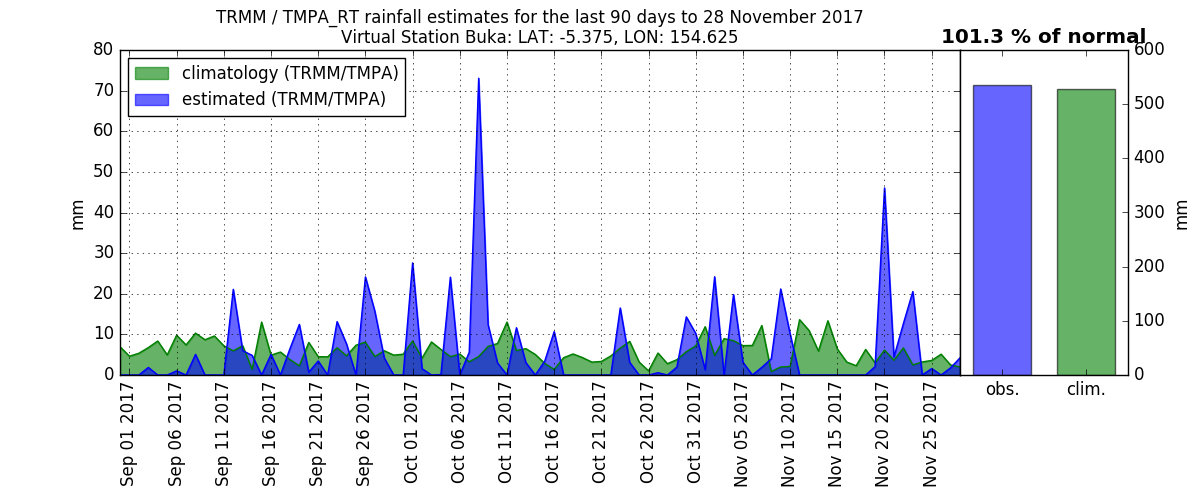 TRMM / TMPA_RT rainfall estimates for the last 90 days to 28 November 2017
Virtual Station Buka: LAT: -5.375, LON: 154.625
101.3 % of normal
climatology (TRMM/TMPA)
estimated (TRMM/TMPA)
mm
80
70
60
50
40
30
20
10
0
Sep 01 2017
Sep 06 2017
Sep 11 2017
Sep 16 2017
Sep 21 2017
Sep 26 2017
Oct 01 2017
Oct 06 2017
Oct 11 2017
Oct 16 2017
Oct 21 2017
Oct 26 2017
Oct 31 2017
Nov 05 2017
Nov 10 2017
Nov 15 2017
Nov 20 2017
Nov 25 2017
obs.
clim.
600
500
400
300
200
100
0
mm